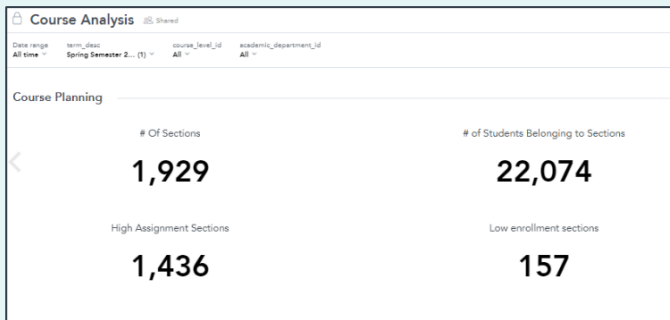 Course Analysis Shared
Date range term_desc course_level_id academic_department_id
All time Spring Semester 2... (1) All All
Course Planning
# Of Sections # of Students Belonging to Sections
1,929 22,074
High Assignment Sections Low enrollment sections
1,436 157